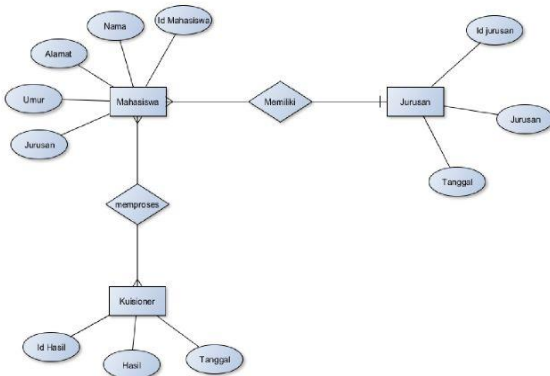 Id Mahasiswa
Nama
Alamat
Umur
Jurusan
Mahasiswa
Memiliki
Jurusan
Id jurusan
Jurusan
Tanggal
memproses
Kuisioner
Id Hasil
Hasil
Tanggal